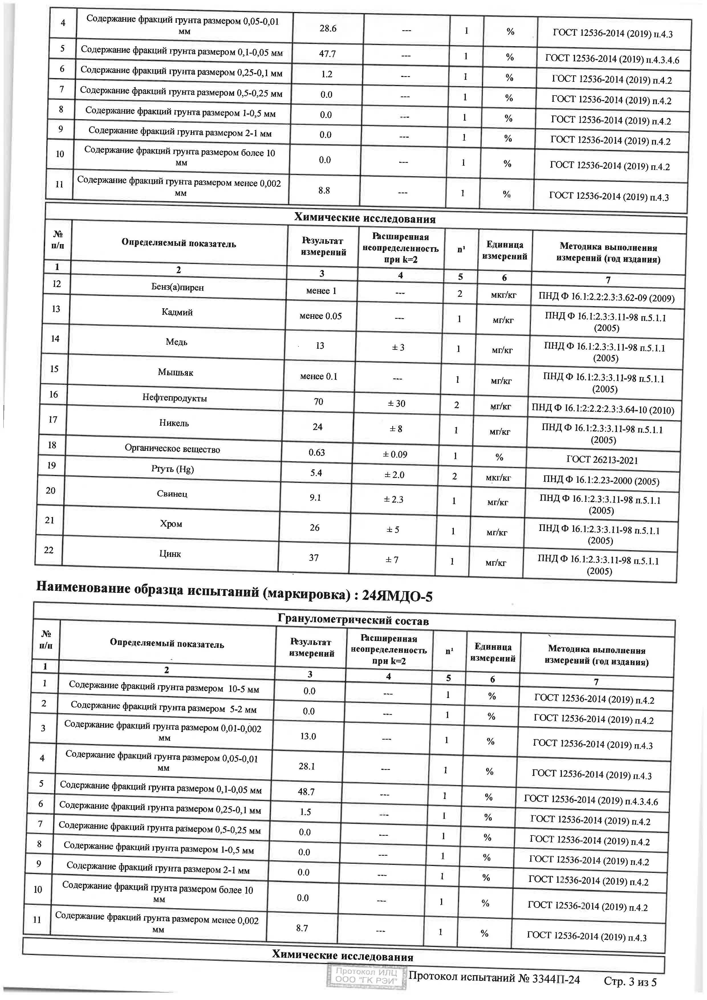 4 Содержание фракций грунта размером 0,05-0,01 мм 28.6 --- 1 % ГОСТ 12536-2014 (2019) п.4.3
5 Содержание фракций грунта размером 0,1-0,05 мм 47.7 --- 1 % ГОСТ 12536-2014 (2019) п.4.3.4.6
6 Содержание фракций грунта размером 0,25-0,1 мм 1.2 --- 1 % ГОСТ 12536-2014 (2019) п.4.2
7 Содержание фракций грунта размером 0,5-0,25 мм 0.0 --- 1 % ГОСТ 12536-2014 (2019) п.4.2
8 Содержание фракций грунта размером 1-0,5 мм 0.0 --- 1 % ГОСТ 12536-2014 (2019) п.4.2
9 Содержание фракций грунта размером 2-1 мм 0.0 --- 1 % ГОСТ 12536-2014 (2019) п.4.2
10 Содержание фракций грунта размером более 10 мм 0.0 --- 1 % ГОСТ 12536-2014 (2019) п.4.2
11 Содержание фракций грунта размером менее 0,002 мм 8.8 --- 1 % ГОСТ 12536-2014 (2019) п.4.3
Химические исследования
№ п/п Определяемый показатель Результат измерений Расширенная неопределенность при k=2 n¹ Единица измерений Методика выполнения измерений (год издания)
1 2 3 4 5 6 7
12 Бенз(а)пирен менее 1 --- 2 мкг/кг ПНД Ф 16.1:2.2:2.3:3.62-09 (2009)
13 Кадмий менее 0.05 --- 1 мг/кг ПНД Ф 16.1:2.3:3.11-98 п.5.1.1 (2005)
14 Медь 13 ± 3 1 мг/кг ПНД Ф 16.1:2.3:3.11-98 п.5.1.1 (2005)
15 Мышьяк менее 0.1 --- 1 мг/кг ПНД Ф 16.1:2.3:3.11-98 п.5.1.1 (2005)
16 Нефтепродукты 70 ± 30 2 мг/кг ПНД Ф 16.1:2:2.2:2.3:3.64-10 (2010)
17 Никель 24 ± 8 1 мг/кг ПНД Ф 16.1:2.3:3.11-98 п.5.1.1 (2005)
18 Органическое вещество 0.63 ± 0.09 1 % ГОСТ 26213-2021
19 Ртуть (Hg) 5.4 ± 2.0 2 мкг/кг ПНД Ф 16.1:2.23-2000 (2005)
20 Свинец 9.1 ± 2.3 1 мг/кг ПНД Ф 16.1:2.3:3.11-98 п.5.1.1 (2005)
21 Хром 26 ± 5 1 мг/кг ПНД Ф 16.1:2.3:3.11-98 п.5.1.1 (2005)
22 Цинк 37 ± 7 1 мг/кг ПНД Ф 16.1:2.3:3.11-98 п.5.1.1 (2005)
Наименование образца испытаний (маркировка) : 24ЯМДО-5
Гранулометрический состав
№ п/п Определяемый показатель Результат измерений Расширенная неопределенность при k=2 n¹ Единица измерений Методика выполнения измерений (год издания)
1 2 3 4 5 6 7
1 Содержание фракций грунта размером 10-5 мм 0.0 --- 1 % ГОСТ 12536-2014 (2019) п.4.2
2 Содержание фракций грунта размером 5-2 мм 0.0 --- 1 % ГОСТ 12536-2014 (2019) п.4.2
3 Содержание фракций грунта размером 0,01-0,002 мм 13.0 --- 1 % ГОСТ 12536-2014 (2019) п.4.3
4 Содержание фракций грунта размером 0,05-0,01 мм 28.1 --- 1 % ГОСТ 12536-2014 (2019) п.4.3
5 Содержание фракций грунта размером 0,1-0,05 мм 48.7 --- 1 % ГОСТ 12536-2014 (2019) п.4.3.4.6
6 Содержание фракций грунта размером 0,25-0,1 мм 1.5 --- 1 % ГОСТ 12536-2014 (2019) п.4.2
7 Содержание фракций грунта размером 0,5-0,25 мм 0.0 --- 1 % ГОСТ 12536-2014 (2019) п.4.2
8 Содержание фракций грунта размером 1-0,5 мм 0.0 --- 1 % ГОСТ 12536-2014 (2019) п.4.2
9 Содержание фракций грунта размером 2-1 мм 0.0 --- 1 % ГОСТ 12536-2014 (2019) п.4.2
10 Содержание фракций грунта размером более 10 мм 0.0 --- 1 % ГОСТ 12536-2014 (2019) п.4.2
11 Содержание фракций грунта размером менее 0,002 мм 8.7 --- 1 % ГОСТ 12536-2014 (2019) п.4.3
Химические исследования
Протокол ИЛЦ
ООО "ГК РЭИ"
Протокол испытаний № 3344П-24 Стр. 3 из 5